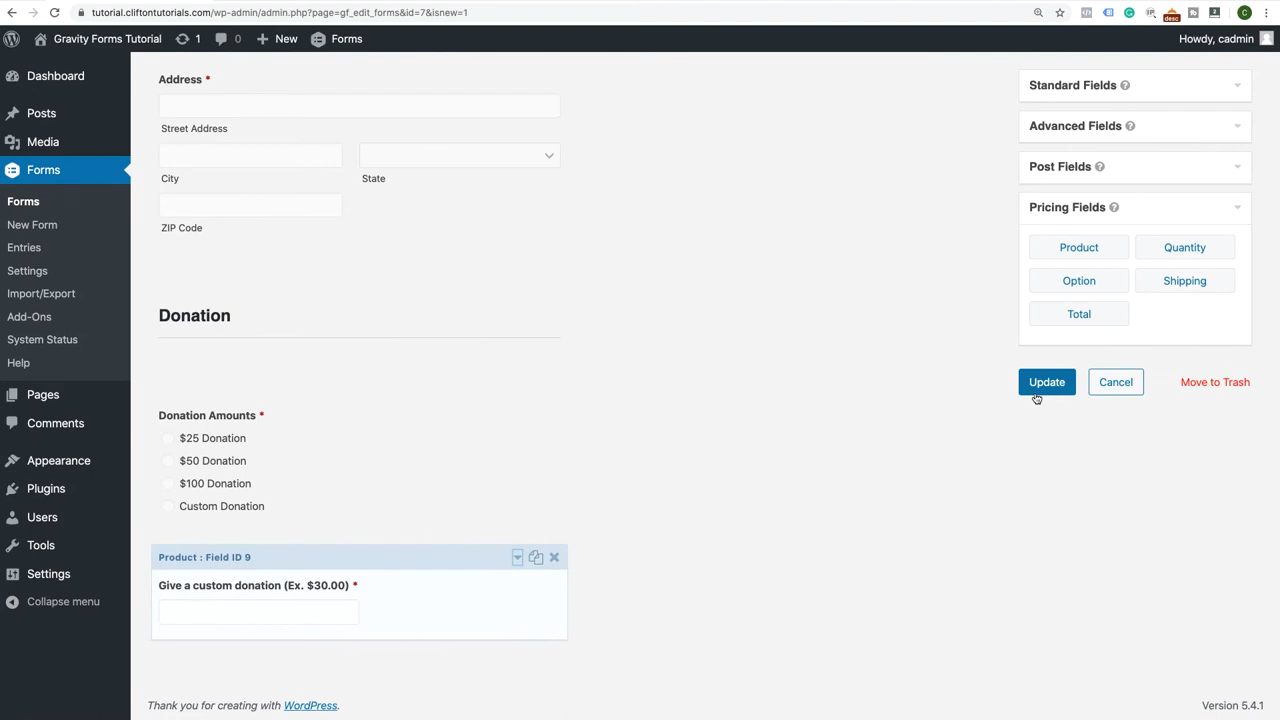 tutorial.cliftontutorials.com/wp-admin/admin.php?page=gf_edit_forms&id=7&isnew=1
desc
2
C
Gravity Forms Tutorial
1
0
New
Forms
Howdy, cadmin
Dashboard
Posts
Media
Forms
Forms
New Form
Entries
Settings
Import/Export
Add-Ons
System Status
Help
Pages
Comments
Appearance
Plugins
Users
Tools
Settings
Collapse menu
Address *
Street Address
City
State
ZIP Code
Donation
Donation Amounts *
$25 Donation
$50 Donation
$100 Donation
Custom Donation
Product : Field ID 9
Give a custom donation (Ex. $30.00) *
Standard Fields ?
Advanced Fields ?
Post Fields ?
Pricing Fields ?
Product Quantity
Option Shipping
Total
Update Cancel Move to Trash
Thank you for creating with WordPress.
Version 5.4.1